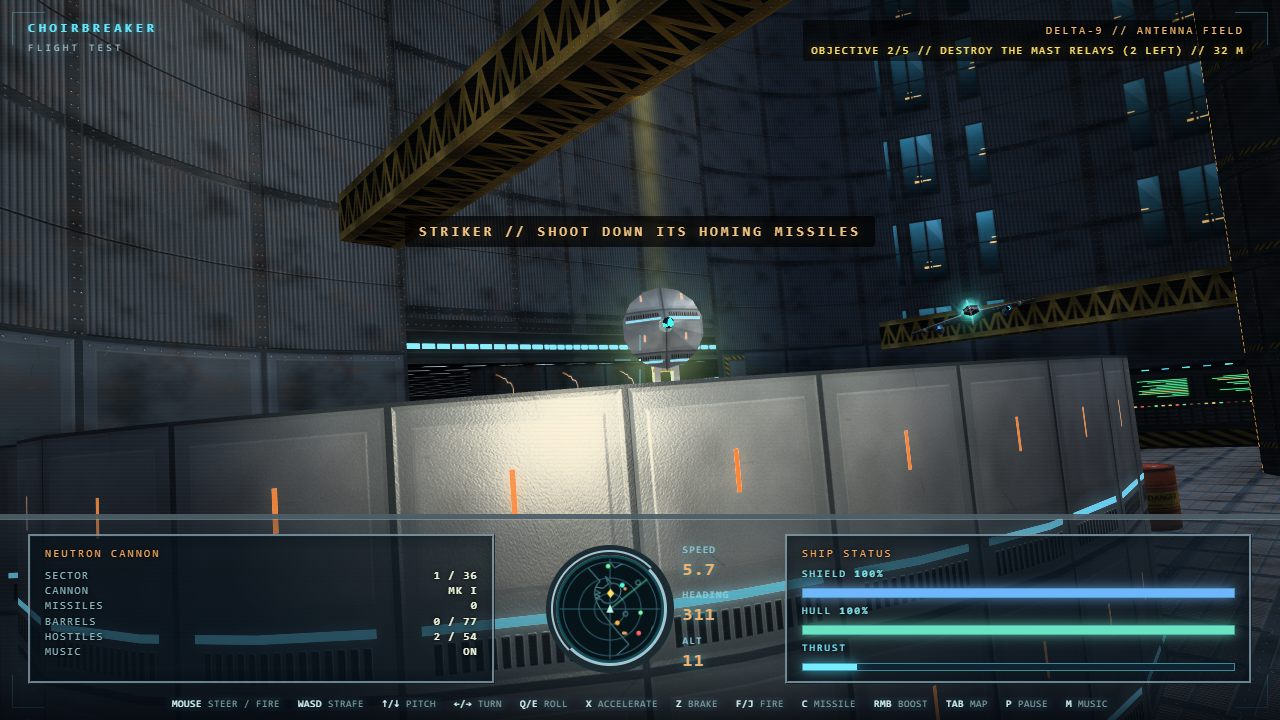 CHOIRBREAKER
FLIGHT TEST
DELTA-9 // ANTENNA FIELD
OBJECTIVE 2/5 // DESTROY THE MAST RELAYS (2 LEFT) // 32 M
STRIKER // SHOOT DOWN ITS HOMING MISSILES
NEUTRON CANNON
SECTOR 1 / 36
CANNON MK I
MISSILES 0
BARRELS 0 / 77
HOSTILES 2 / 54
MUSIC ON
SPEED
5.7
HEADING
311
ALT
11
SHIP STATUS
SHIELD 100%
HULL 100%
THRUST
MOUSE STEER / FIRE WASD STRAFE ↑/↓ PITCH ←/→ TURN Q/E ROLL X ACCELERATE Z BRAKE F/J FIRE C MISSILE RMB BOOST TAB MAP P PAUSE M MUSIC